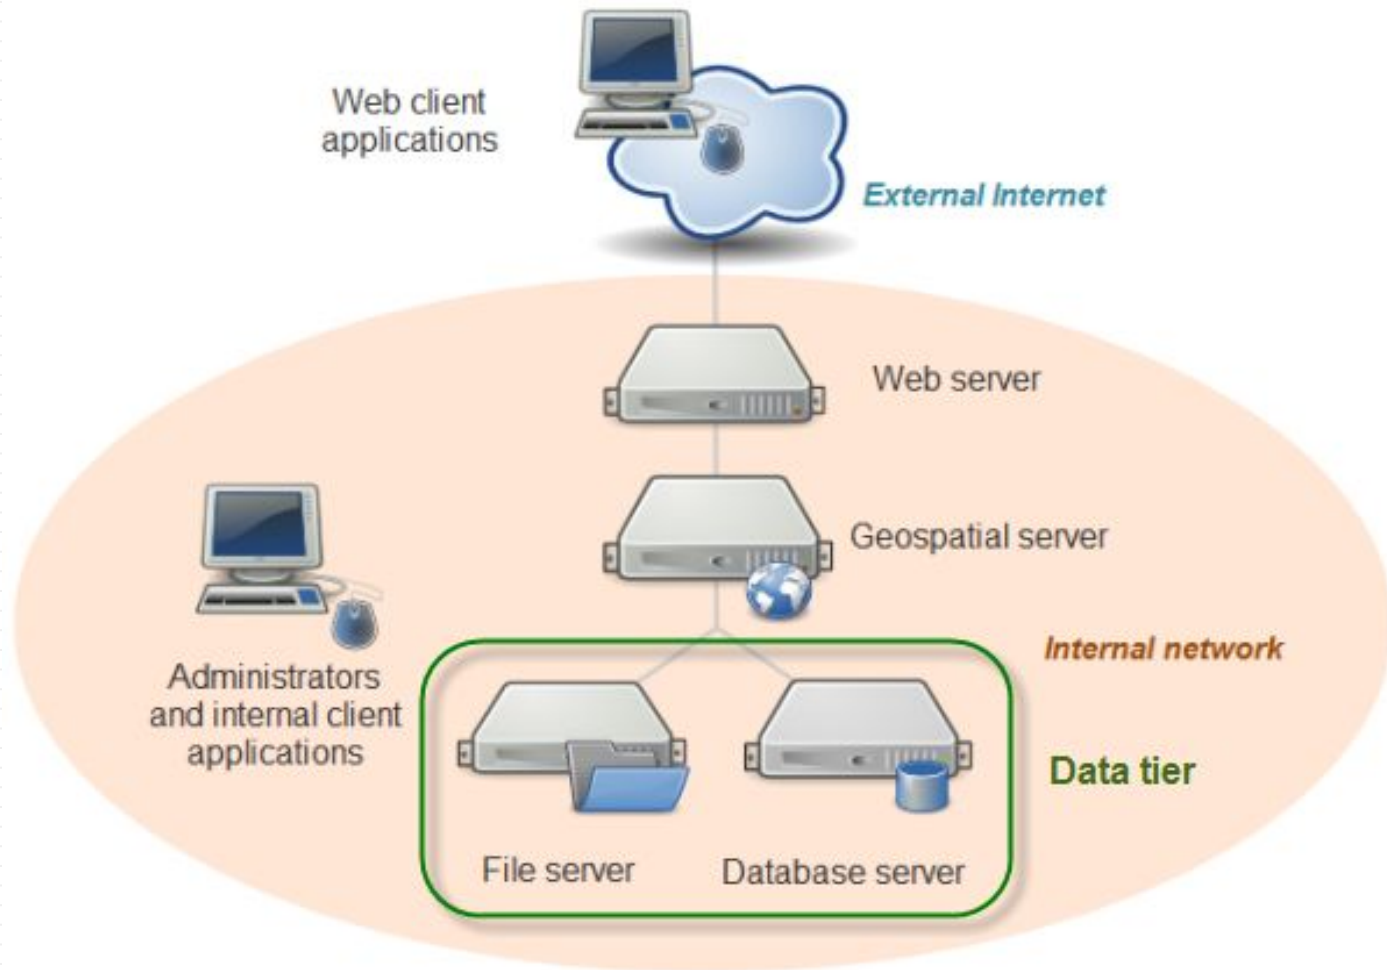 Web client
applications
External Internet
Web server
Geospatial server
Internal network
Administrators
and internal client
applications
Data tier
File server
Database server